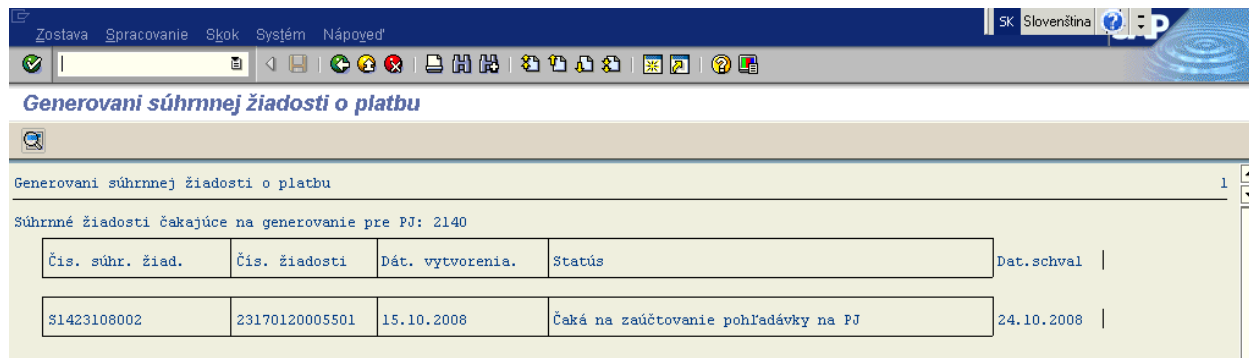 Zostava Spracovanie Skok Systém Nápoveď SK Slovenština
Generovani súhrnnej žiadosti o platbu
Generovani súhrnnej žiadosti o platbu 1
Súhrnné žiadosti čakajúce na generovanie pre PJ: 2140
Čis. súhr. žiad. Čís. žiadosti Dát. vytvorenia. Statús Dat.schval
S1423108002 23170120005501 15.10.2008 Čaká na zaúčtovanie pohľadávky na PJ 24.10.2008